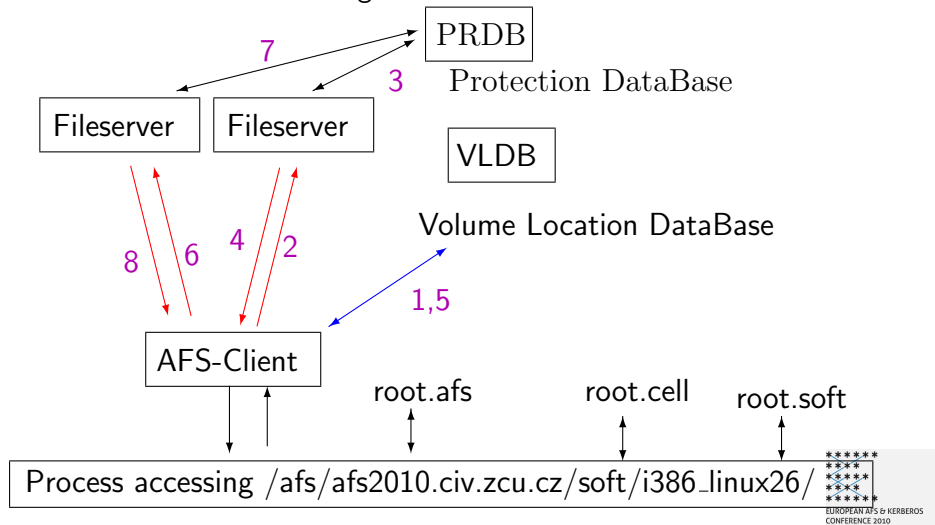 PRDB
7
3
Protection DataBase
Fileserver
Fileserver
VLDB
Volume Location DataBase
4
2
8
6
1,5
AFS-Client
root.afs
root.cell
root.soft
Process accessing /afs/afs2010.civ.zcu.cz/soft/i386_linux26/
EUROPEAN AFS & KERBEROS
CONFERENCE 2010